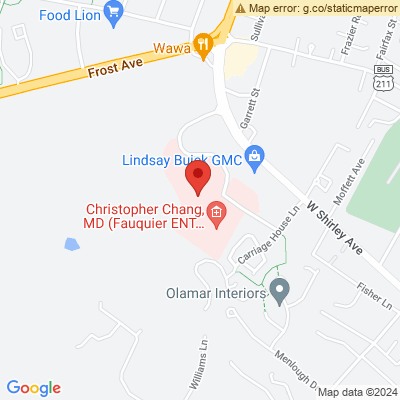 Map error: g.co/staticmaperror
Food Lion
Wawa
Frost Ave
Sulliva
Frazier R
Fairfax St
BUS
211
Garrett St
Lindsay Buick GMC
Moffett Ave
W Shirley Ave
Christopher Chang,
MD (Fauquier ENT...
Carriage House Ln
Olamar Interiors
Fisher Ln
Williams Ln
Menlough D
Google
Map data ©2024